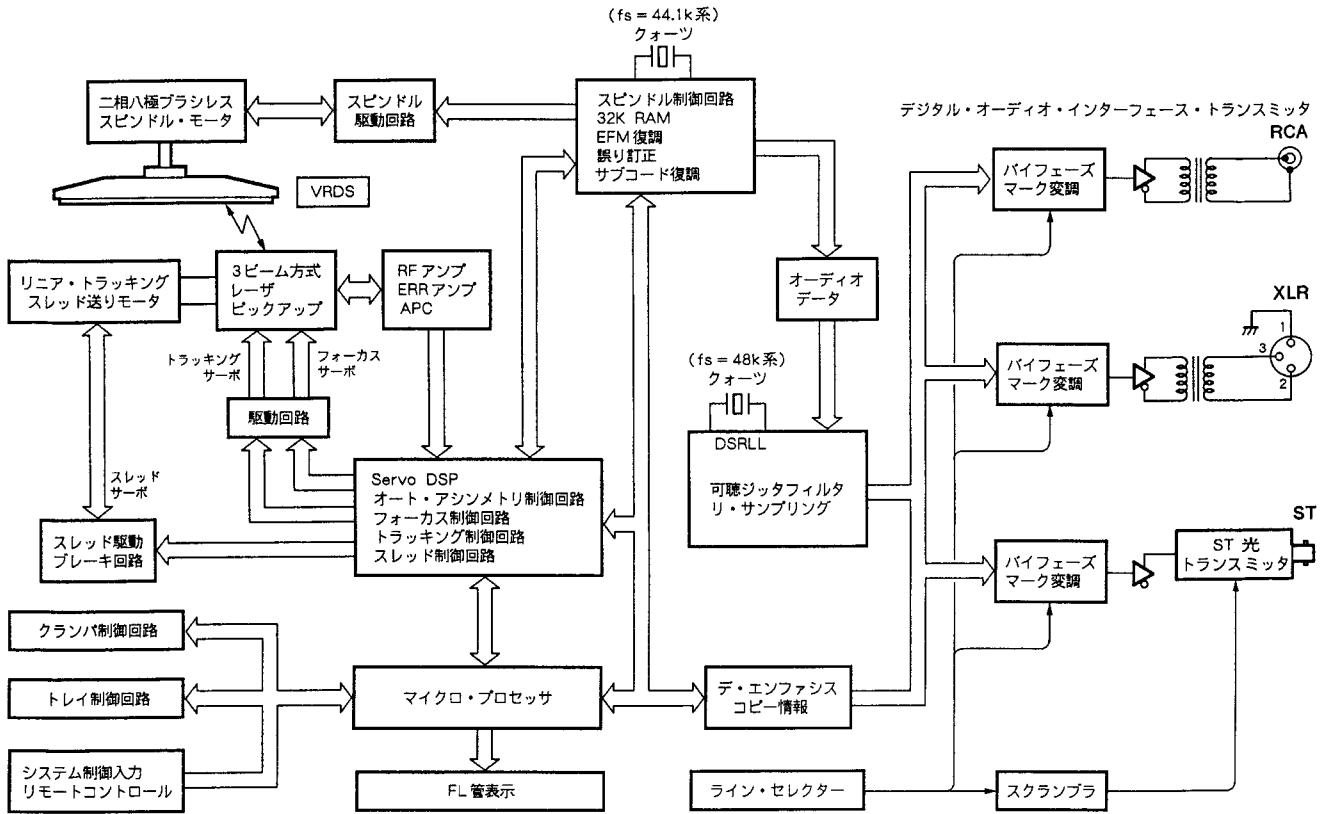 (fs = 44.1k系)
クォーツ
二相八極ブラシレス
スピンドル・モータ
スピンドル
駆動回路
スピンドル制御回路
32K RAM
EFM復調
誤り訂正
サブコード復調
VRDS
デジタル・オーディオ・インターフェース・トランスミッタ
RCA
バイフェーズ
マーク変調
リニア・トラッキング
スレッド送りモータ
3ビーム方式
レーザ
ピックアップ
RFアンプ
ERRアンプ
APC
オーディオ
データ
XLR
1
3
2
バイフェーズ
マーク変調
トラッキング
サーボ
フォーカス
サーボ
(fs = 48k系)
クォーツ
駆動回路
DSRLL
可聴ジッタフィルタ
リ・サンプリング
スレッド
サーボ
Servo DSP
オート・アシンメトリ制御回路
フォーカス制御回路
トラッキング制御回路
スレッド制御回路
スレッド駆動
ブレーキ回路
ST
バイフェーズ
マーク変調
ST 光
トランスミッタ
クランパ制御回路
トレイ制御回路
マイクロ・プロセッサ
デ・エンファシス
コピー情報
システム制御入力
リモートコントロール
FL管表示
ライン・セレクター
スクランブラ